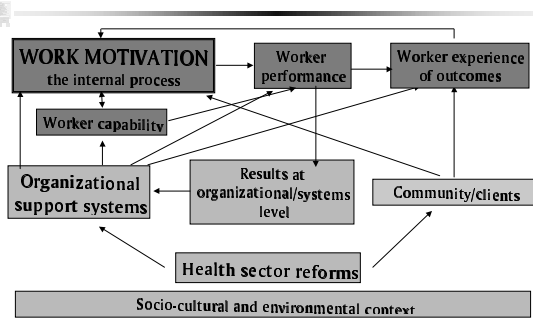 WORK MOTIVATION
the internal process
Worker
performance
Worker experience
of outcomes
Worker capability
Organizational
support systems
Results at
organizational/systems
level
Community/clients
Health sector reforms
Socio-cultural and environmental context